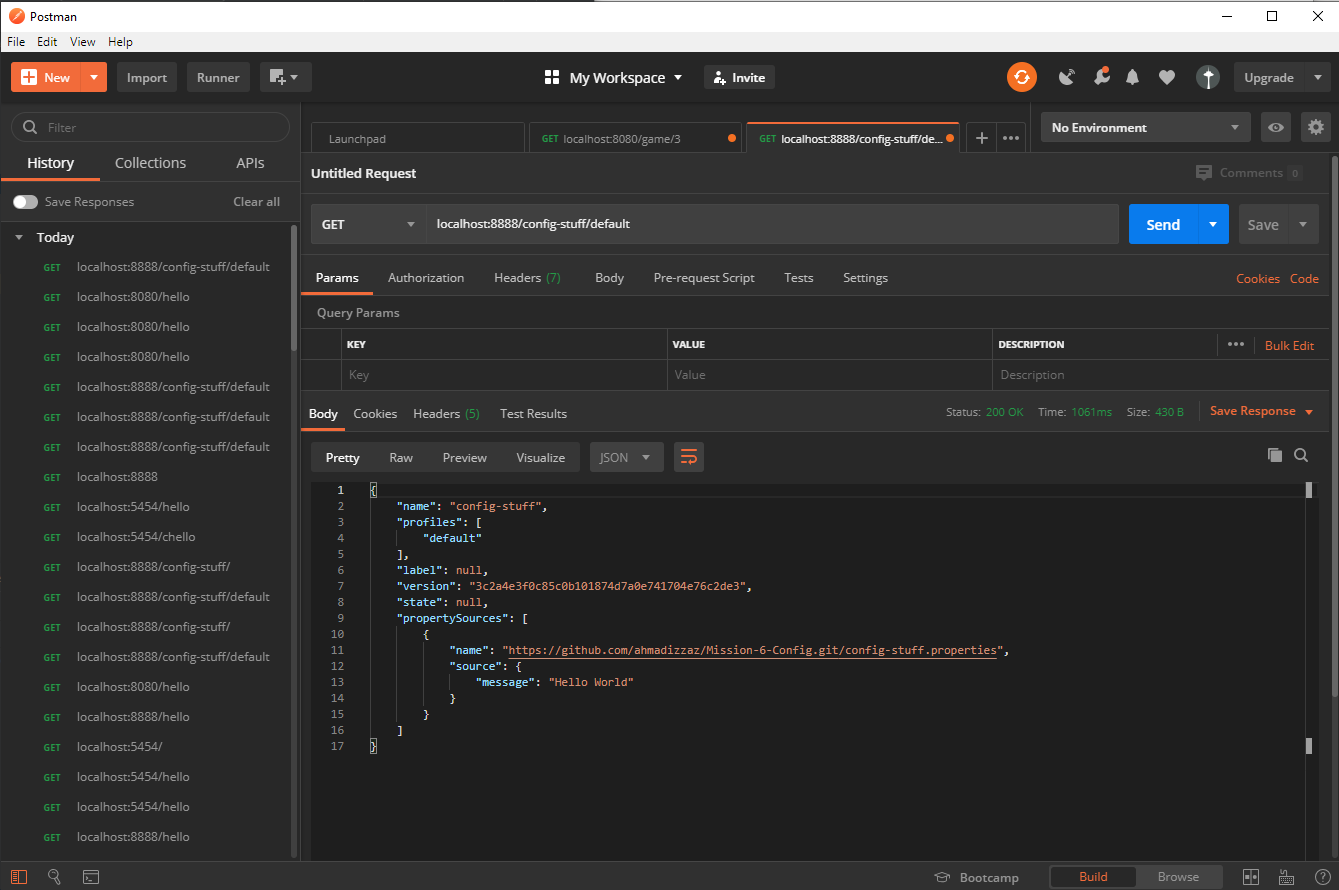 Postman
File Edit View Help
New Import Runner My Workspace Invite Upgrade
Filter
History Collections APIs
Save Responses Clear all
Today
GET localhost:8888/config-stuff/default
GET localhost:8080/hello
GET localhost:8080/hello
GET localhost:8080/hello
GET localhost:8888/config-stuff/default
GET localhost:8888/config-stuff/default
GET localhost:8888/config-stuff/default
GET localhost:8888
GET localhost:5454/hello
GET localhost:5454/chello
GET localhost:8888/config-stuff/
GET localhost:8888/config-stuff/default
GET localhost:8888/config-stuff/
GET localhost:8888/config-stuff/default
GET localhost:8080/hello
GET localhost:8888/hello
GET localhost:5454/
GET localhost:5454/hello
GET localhost:5454/hello
GET localhost:8888/hello
Launchpad GET localhost:8080/game/3 GET localhost:8888/config-stuff/de... + ••• No Environment
Untitled Request Comments 0
GET localhost:8888/config-stuff/default Send Save
Params Authorization Headers (7) Body Pre-request Script Tests Settings Cookies Code
Query Params
KEY VALUE DESCRIPTION ••• Bulk Edit
Key Value Description
Body Cookies Headers (5) Test Results Status: 200 OK Time: 1061ms Size: 430 B Save Response
Pretty Raw Preview Visualize JSON
1 {
2 "name": "config-stuff",
3 "profiles": [
4 "default"
5 ],
6 "label": null,
7 "version": "3c2a4e3f0c85c0b101874d7a0e741704e76c2de3",
8 "state": null,
9 "propertySources": [
10 {
11 "name": "https://github.com/ahmadizzaz/Mission-6-Config.git/config-stuff.properties",
12 "source": {
13 "message": "Hello World"
14 }
15 }
16 ]
17 }
Bootcamp Build Browse ?